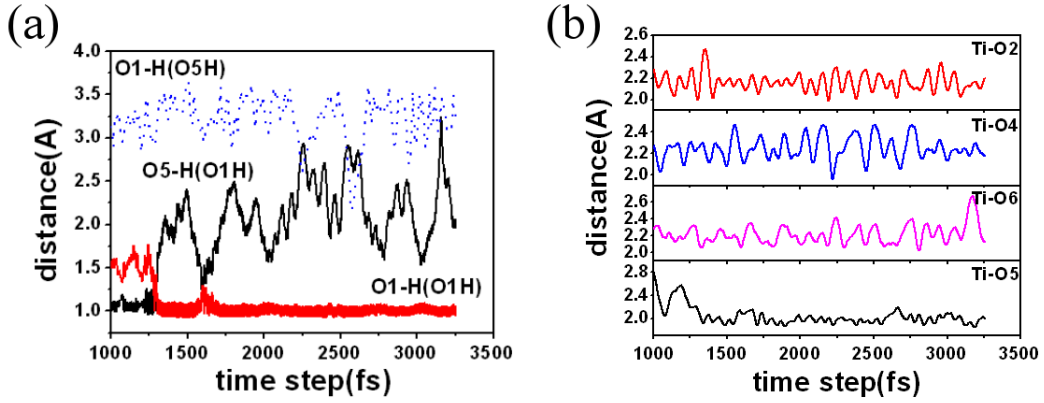 (a)
distance(A)
4.0
3.5
3.0
2.5
2.0
1.5
1.0
O1-H(O5H)
O5-H(O1H)
O1-H(O1H)
1000 1500 2000 2500 3000 3500
time step(fs)
(b)
distance(A)
2.6
2.4
2.2
2.0
Ti-O2
2.4
2.2
2.0
Ti-O4
2.6
2.4
2.2
2.0
Ti-O6
2.8
2.4
2.0
Ti-O5
1000 1500 2000 2500 3000 3500
time step(fs)